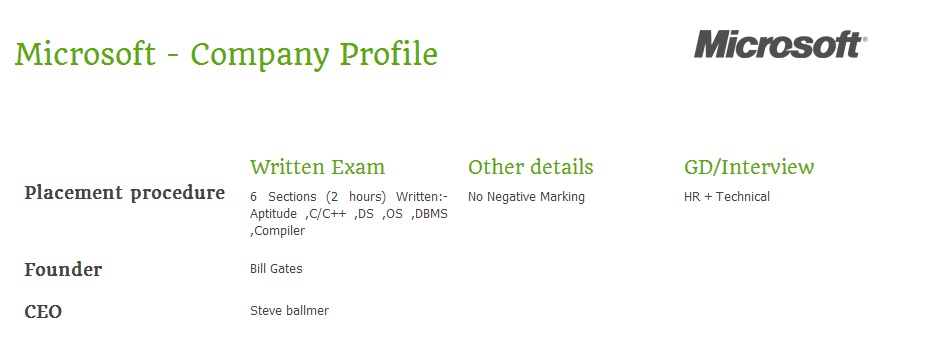 Microsoft - Company Profile
Microsoft®
Written Exam
Other details
GD/Interview
Placement procedure
6 Sections (2 hours) Written:-
Aptitude ,C/C++ ,DS ,OS ,DBMS
,Compiler
No Negative Marking
HR + Technical
Founder
Bill Gates
CEO
Steve ballmer